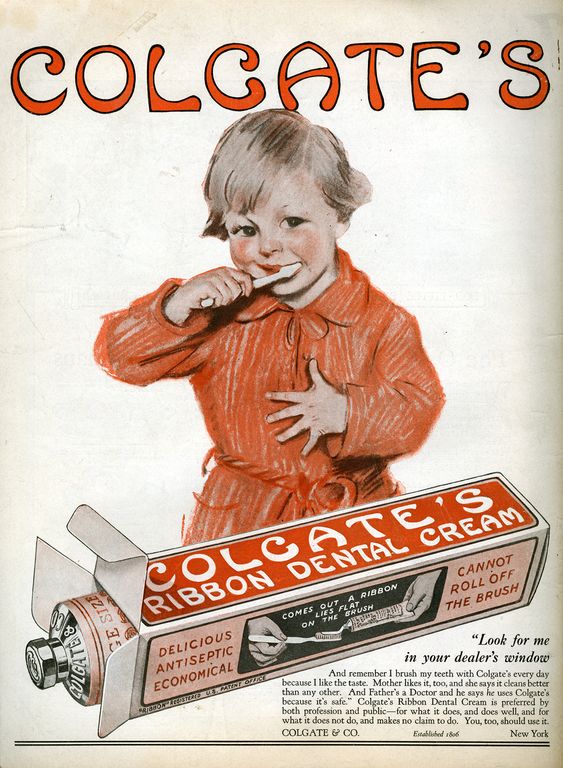 COLGATE'S
COLGATE'S
RIBBON DENTAL CREAM
COMES OUT A RIBBON
LIES FLAT
ON THE BRUSH
DELICIOUS
ANTISEPTIC
ECONOMICAL
CANNOT
ROLL OFF
THE BRUSH
"RIBBON" REGISTERED U.S. PATENT OFFICE
COLGATE &
"Look for me
in your dealer's window
And remember I brush my teeth with Colgate's every day
because I like the taste. Mother likes it, too, and she says it cleans better
than any other. And Father's a Doctor and he says he uses Colgate's
because it's safe." Colgate's Ribbon Dental Cream is preferred by
both profession and public—for what it does, and does well, and for
what it does not do, and makes no claim to do. You, too, should use it.
COLGATE & CO. Established 1806 New York